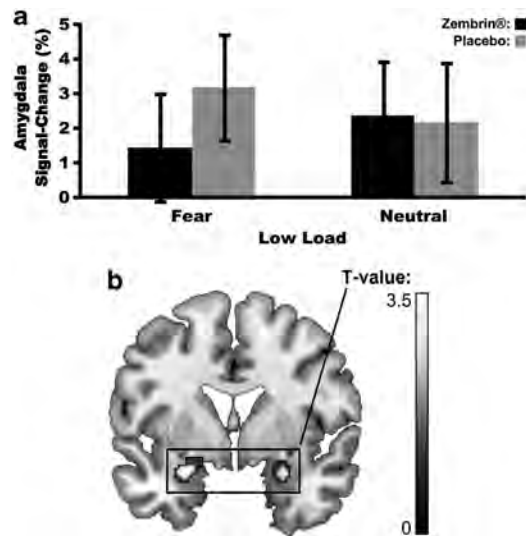 a
Zembrin®:
Placebo:
Amygdala
Signal-Change (%)
5
4
3
2
1
0
Fear
Neutral
Low Load
b
T-value:
3.5
0